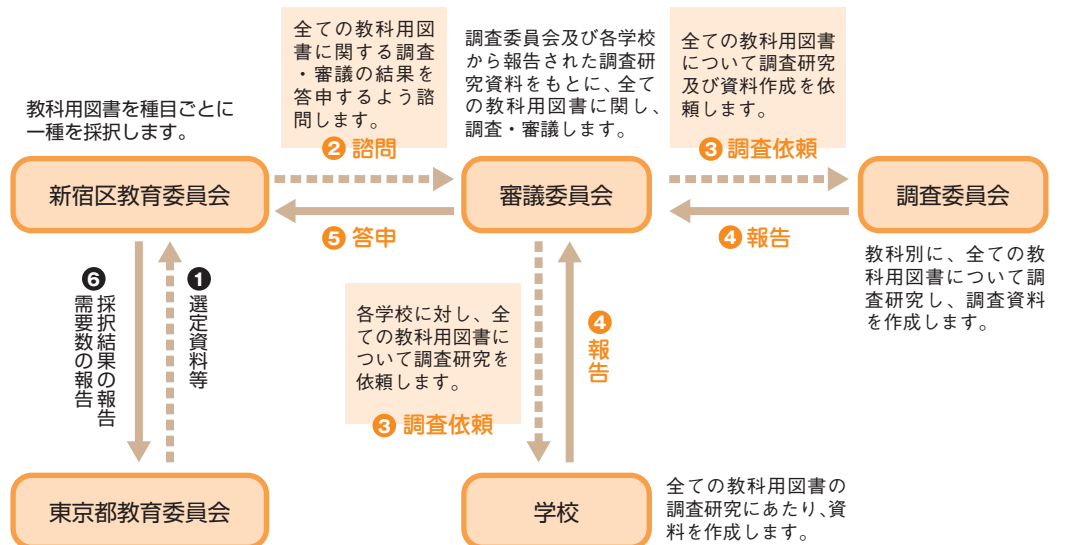 全ての教科用図
書に関する調査
・審議の結果を
答申するよう諮
問します。
❷ 諮問
調査委員会及び各学校
から報告された調査研
究資料をもとに、全て
の教科用図書に関し、
調査・審議します。
全ての教科用図書
について調査研究
及び資料作成を依
頼します。
❸ 調査依頼
教科用図書を種目ごとに
一種を採択します。
新宿区教育委員会
審議委員会
調査委員会
❺ 答申
❹ 報告
教科別に、全ての教
科用図書について調
査研究し、調査資料
を作成します。
❻ 採択結果の報告
需要数の報告
❶ 選定資料等
各学校に対し、全
ての教科用図書に
ついて調査研究を
依頼します。
❸ 調査依頼
❹ 報告
東京都教育委員会
学校
全ての教科用図書の
調査研究にあたり、資
料を作成します。